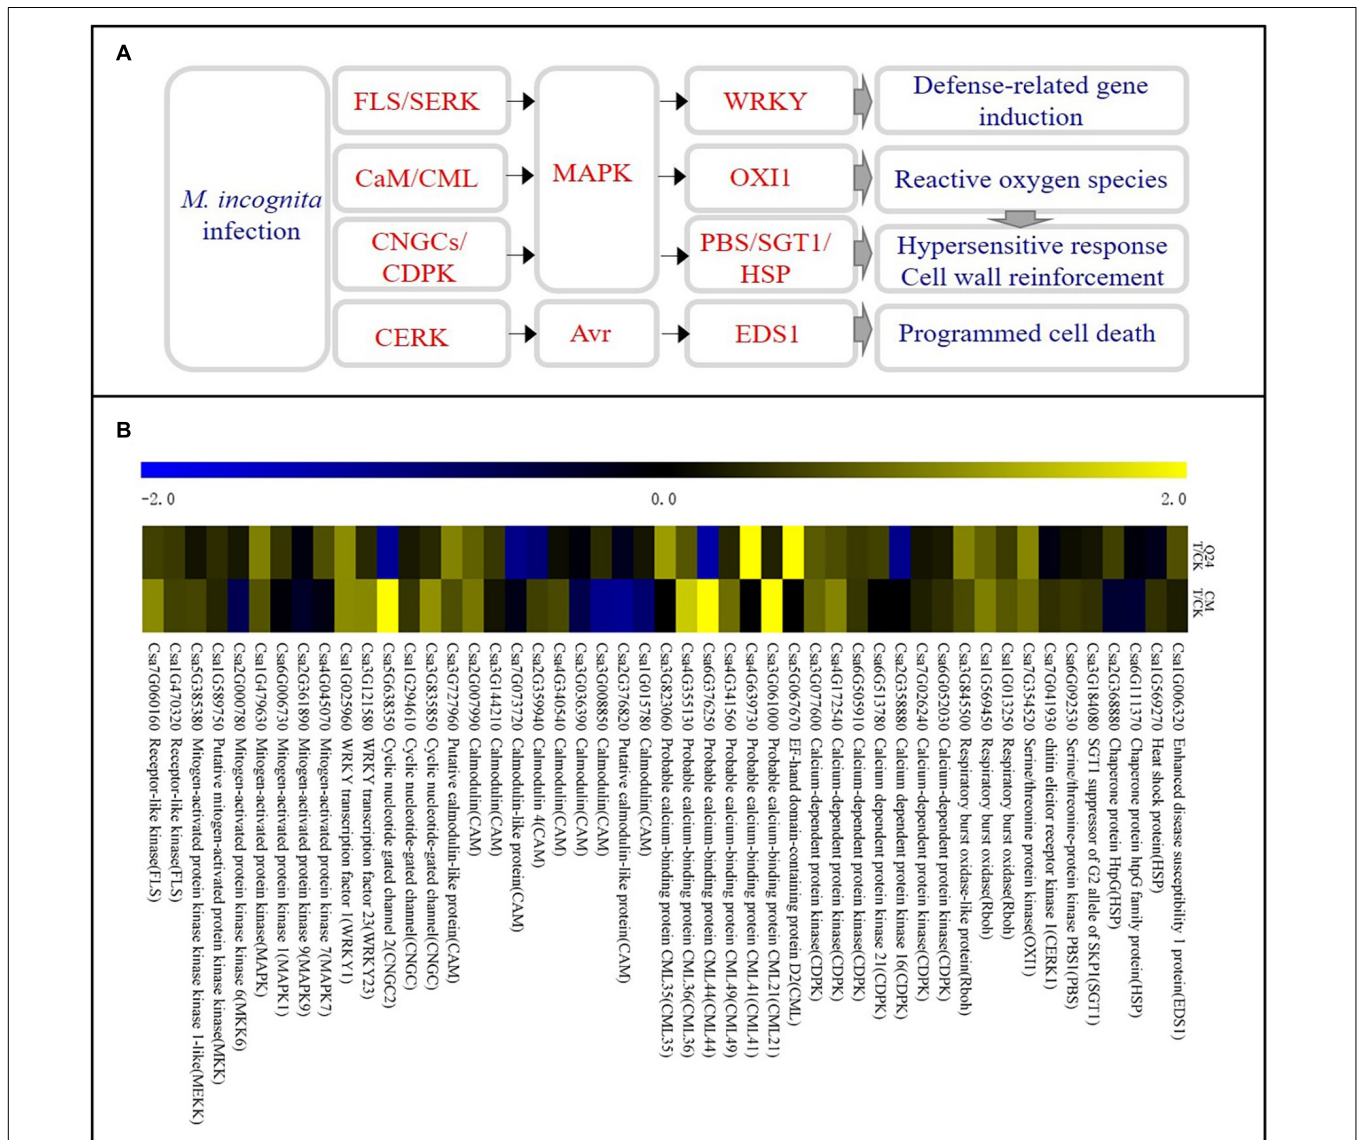 A
M. incognita
infection
FLS/SERK
CaM/CML
CNGCs/
CDPK
CERK
MAPK
Avr
WRKY
OXI1
PBS/SGT1/
HSP
EDS1
Defense-related gene
induction
Reactive oxygen species
Hypersensitive response
Cell wall reinforcement
Programmed cell death
B
-2.0 0.0 2.0
Q24
T/CK
CM
T/CK
Csa7G060160 Receptor-like kinase(FLS)
Csa1G470320 Receptor-like kinase(FLS)
Csa5G385380 Mitogen-activated protein kinase kinase kinase 1-like(MEKK)
Csa1G589750 Putative mitogen-activated protein kinase kinase(MKK)
Csa2G000780 Mitogen-activated protein kinase kinase 6(MKK6)
Csa1G479630 Mitogen-activated protein kinase(MAPK)
Csa6G006730 Mitogen-activated protein kinase 1(MAPK1)
Csa2G361890 Mitogen-activated protein kinase 9(MAPK9)
Csa4G045070 Mitogen-activated protein kinase 7(MAPK7)
Csa1G025960 WRKY transcription factor 1(WRKY1)
Csa3G121580 WRKY transcription factor 23(WRKY23)
Csa5G638350 Cyclic nucleotide gated channel 2(CNGC2)
Csa1G294610 Cyclic nucleotide-gated channel(CNGC)
Csa3G835850 Cyclic nucleotide-gated channel(CNGC)
Csa3G727960 Putative calmodulin-like protein(CAM)
Csa2G007990 Calmodulin(CAM)
Csa3G144210 Calmodulin(CAM)
Csa7G073720 Calmodulin-like protein(CAM)
Csa2G359940 Calmodulin 4(CAM)
Csa4G340540 Calmodulin(CAM)
Csa3G036390 Calmodulin(CAM)
Csa3G008850 Calmodulin(CAM)
Csa2G376820 Putative calmodulin-like protein(CAM)
Csa1G015780 Calmodulin(CAM)
Csa3G823060 Probable calcium-binding protein CML35(CML35)
Csa4G355130 Probable calcium-binding protein CML36(CML36)
Csa6G376250 Probable calcium-binding protein CML44(CML44)
Csa4G341560 Probable calcium-binding protein CML49(CML49)
Csa4G639730 Probable calcium-binding protein CML41(CML41)
Csa3G061000 Probable calcium-binding protein CML21(CML21)
Csa5G067670 EF-hand domain-containing protein D2(CML)
Csa3G077600 Calcium-dependent protein kinase(CDPK)
Csa4G172540 Calcium-dependent protein kinase(CDPK)
Csa6G505910 Calcium-dependent protein kinase(CDPK)
Csa6G513780 Calcium dependent protein kinase 21(CDPK)
Csa2G358880 Calcium dependent protein kinase 16(CDPK)
Csa7G026240 Calcium-dependent protein kinase(CDPK)
Csa6G052030 Calcium-dependent protein kinase(CDPK)
Csa3G845500 Respiratory burst oxidase-like protein(Rboh)
Csa1G569450 Respiratory burst oxidase(Rboh)
Csa1G013250 Respiratory burst oxidase(Rboh)
Csa7G354520 Serine/threonine protein kinase(OXI1)
Csa7G041930 chitin elicitor receptor kinase 1(CERK1)
Csa6G092530 Serine/threonine-protein kinase PBS1(PBS)
Csa3G184080 SGT1 suppressor of G2 allele of SKP1(SGT1)
Csa2G368880 Chaperone protein HtpG(HSP)
Csa6G111370 Chaperone protein htpG family protein(HSP)
Csa1G569270 Heat shock protein(HSP)
Csa1G006320 Enhanced disease susceptibility 1 protein(EDS1)